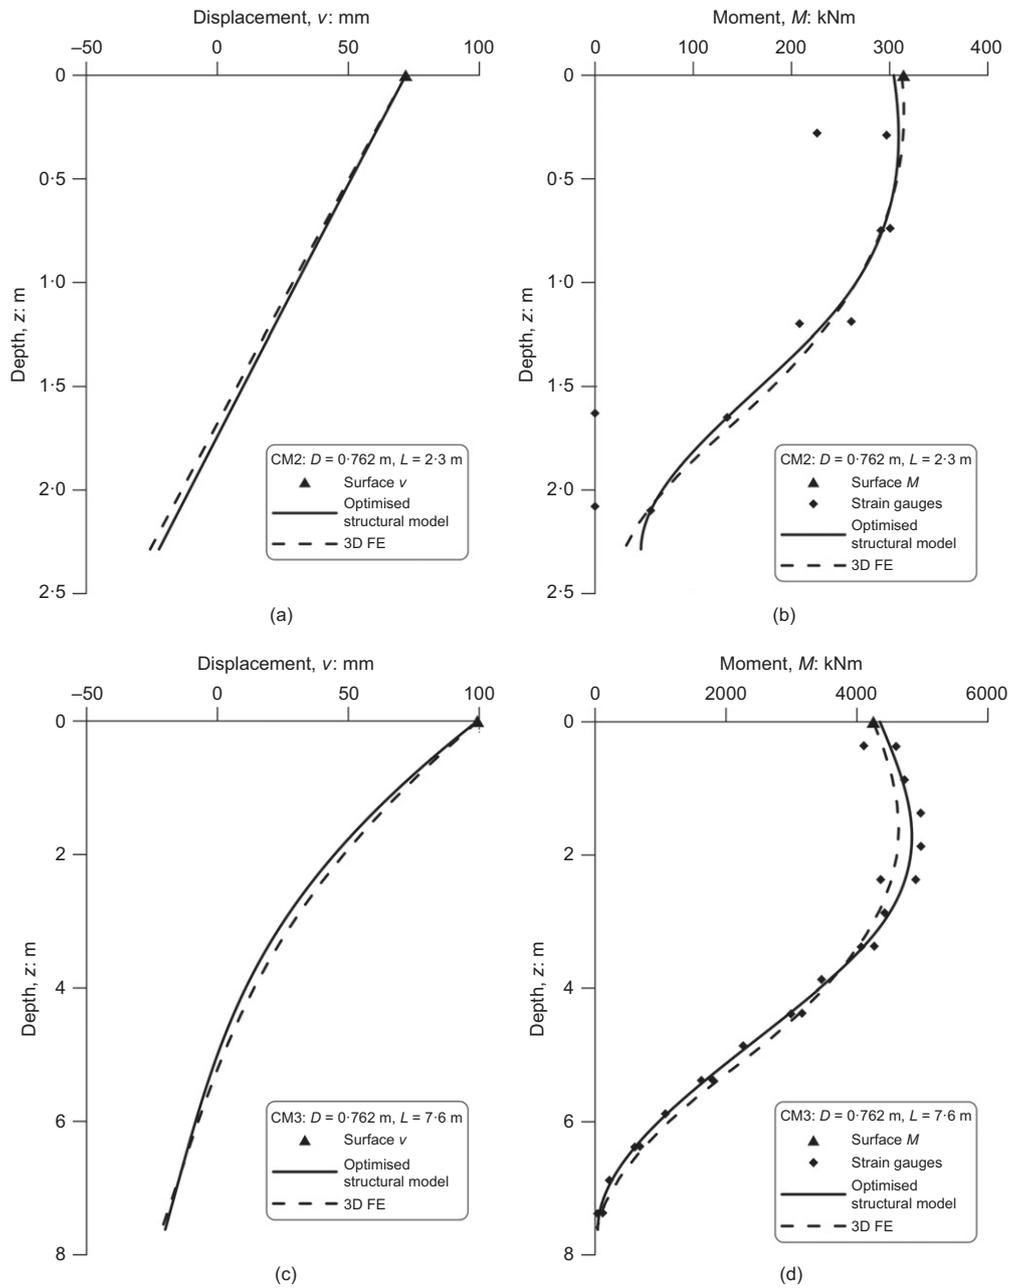 Displacement, v: mm
–50 0 50 100
0
0·5
1·0
1·5
2·0
2·5
Depth, z: m
CM2: D = 0·762 m, L = 2·3 m
Surface v
Optimised
structural model
3D FE
(a)
Moment, M: kNm
0 100 200 300 400
0
0·5
1·0
1·5
2·0
2·5
Depth, z: m
CM2: D = 0·762 m, L = 2·3 m
Surface M
Strain gauges
Optimised
structural model
3D FE
(b)
Displacement, v: mm
–50 0 50 100
0
2
4
6
8
Depth, z: m
CM3: D = 0·762 m, L = 7·6 m
Surface v
Optimised
structural model
3D FE
(c)
Moment, M: kNm
0 2000 4000 6000
0
2
4
6
8
Depth, z: m
CM3: D = 0·762 m, L = 7·6 m
Surface M
Strain gauges
Optimised
structural model
3D FE
(d)